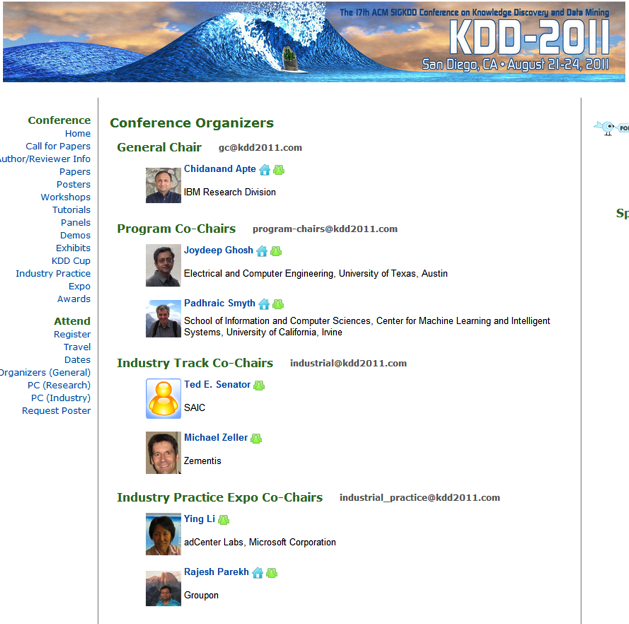 The 17th ACM SIGKDD Conference on Knowledge Discovery and Data Mining
KDD-2011
San Diego, CA • August 21-24, 2011
Conference
Home
Call for Papers
Author/Reviewer Info
Papers
Posters
Workshops
Tutorials
Panels
Demos
Exhibits
KDD Cup
Industry Practice
Expo
Awards
Attend
Register
Travel
Dates
Organizers (General)
PC (Research)
PC (Industry)
Request Poster
Conference Organizers
General Chair gc@kdd2011.com
Chidanand Apte
IBM Research Division
Program Co-Chairs program-chairs@kdd2011.com
Joydeep Ghosh
Electrical and Computer Engineering, University of Texas, Austin
Padhraic Smyth
School of Information and Computer Sciences, Center for Machine Learning and Intelligent
Systems, University of California, Irvine
Industry Track Co-Chairs industrial@kdd2011.com
Ted E. Senator
SAIC
Michael Zeller
Zementis
Industry Practice Expo Co-Chairs industrial_practice@kdd2011.com
Ying Li
adCenter Labs, Microsoft Corporation
Rajesh Parekh
Groupon